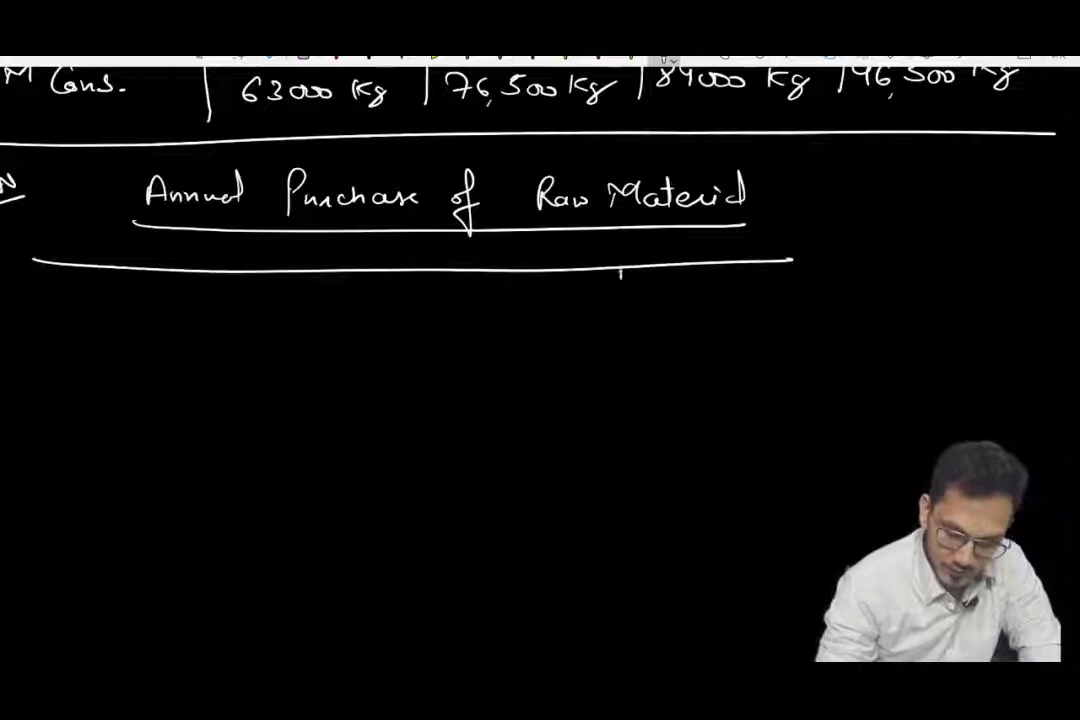 M Cons. 63000 Kg 76,500 Kg 84000 Kg 96,500 Kg
N Annual Purchase of Raw Material